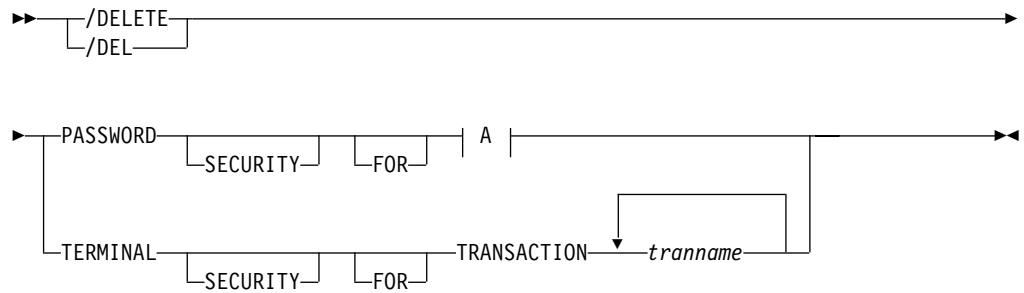 /DELETE
/DEL
PASSWORD SECURITY FOR A
TERMINAL SECURITY FOR TRANSACTION tranname